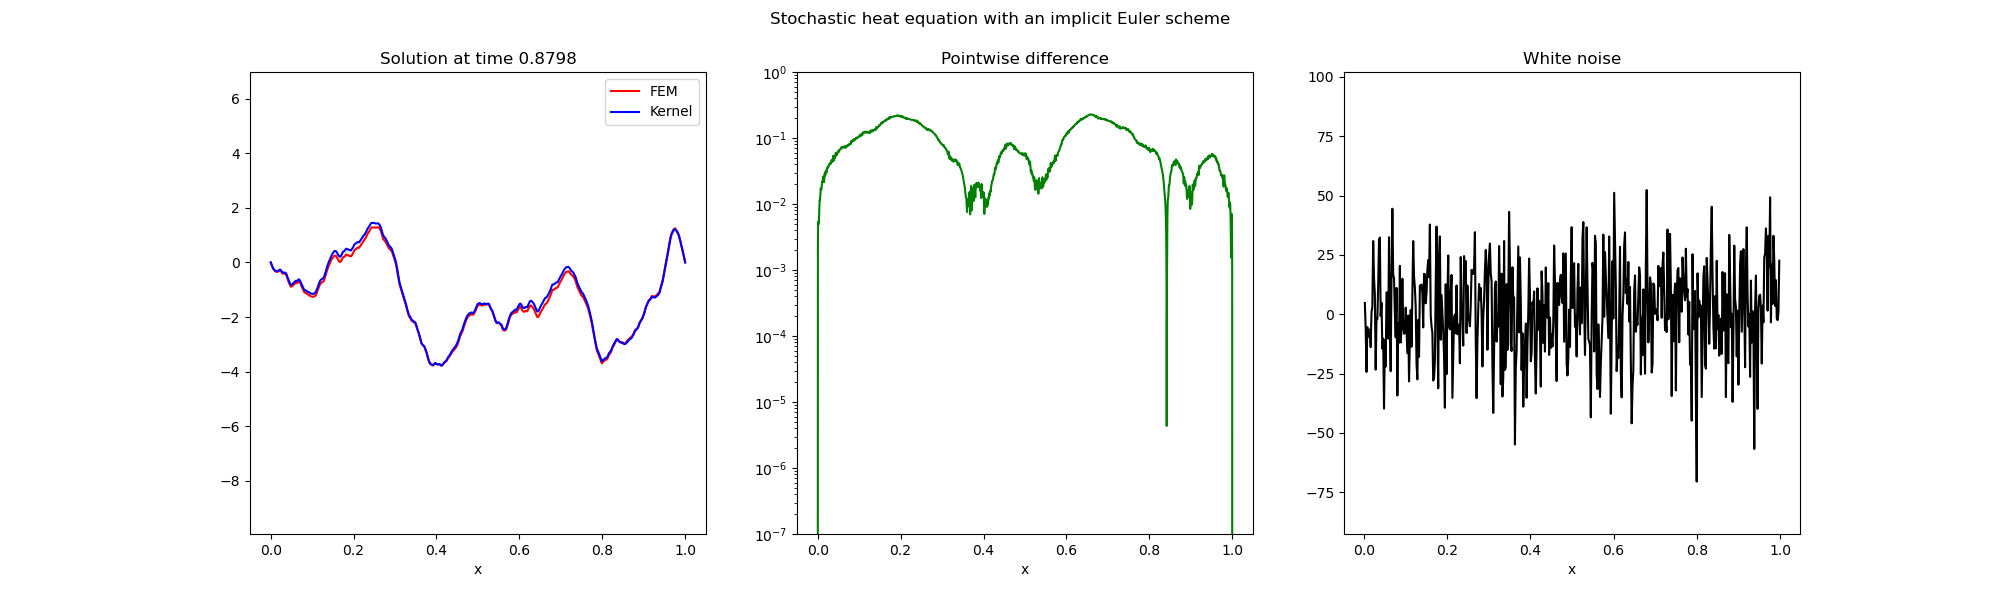 Stochastic heat equation with an implicit Euler scheme
Solution at time 0.8798
6
4
2
0
−2
−4
−6
−8
0.0 0.2 0.4 0.6 0.8 1.0
x
FEM
Kernel
Pointwise difference
10⁰
10⁻¹
10⁻²
10⁻³
10⁻⁴
10⁻⁵
10⁻⁶
10⁻⁷
0.0 0.2 0.4 0.6 0.8 1.0
x
White noise
100
75
50
25
0
−25
−50
−75
0.0 0.2 0.4 0.6 0.8 1.0
x